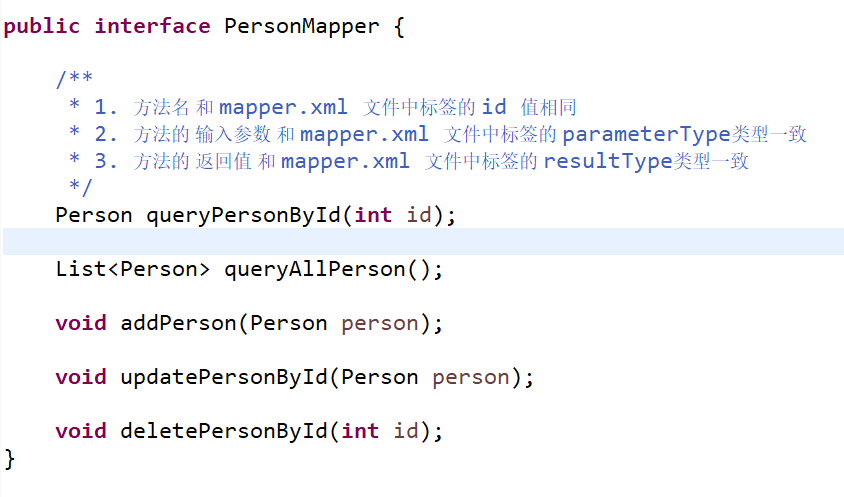 public interface PersonMapper {
/**
* 1. 方法名 和 mapper.xml 文件中标签的 id 值相同
* 2. 方法的 输入参数 和 mapper.xml 文件中标签的 parameterType类型一致
* 3. 方法的 返回值 和 mapper.xml 文件中标签的 resultType类型一致
*/
Person queryPersonById(int id);
List<Person> queryAllPerson();
void addPerson(Person person);
void updatePersonById(Person person);
void deletePersonById(int id);
}